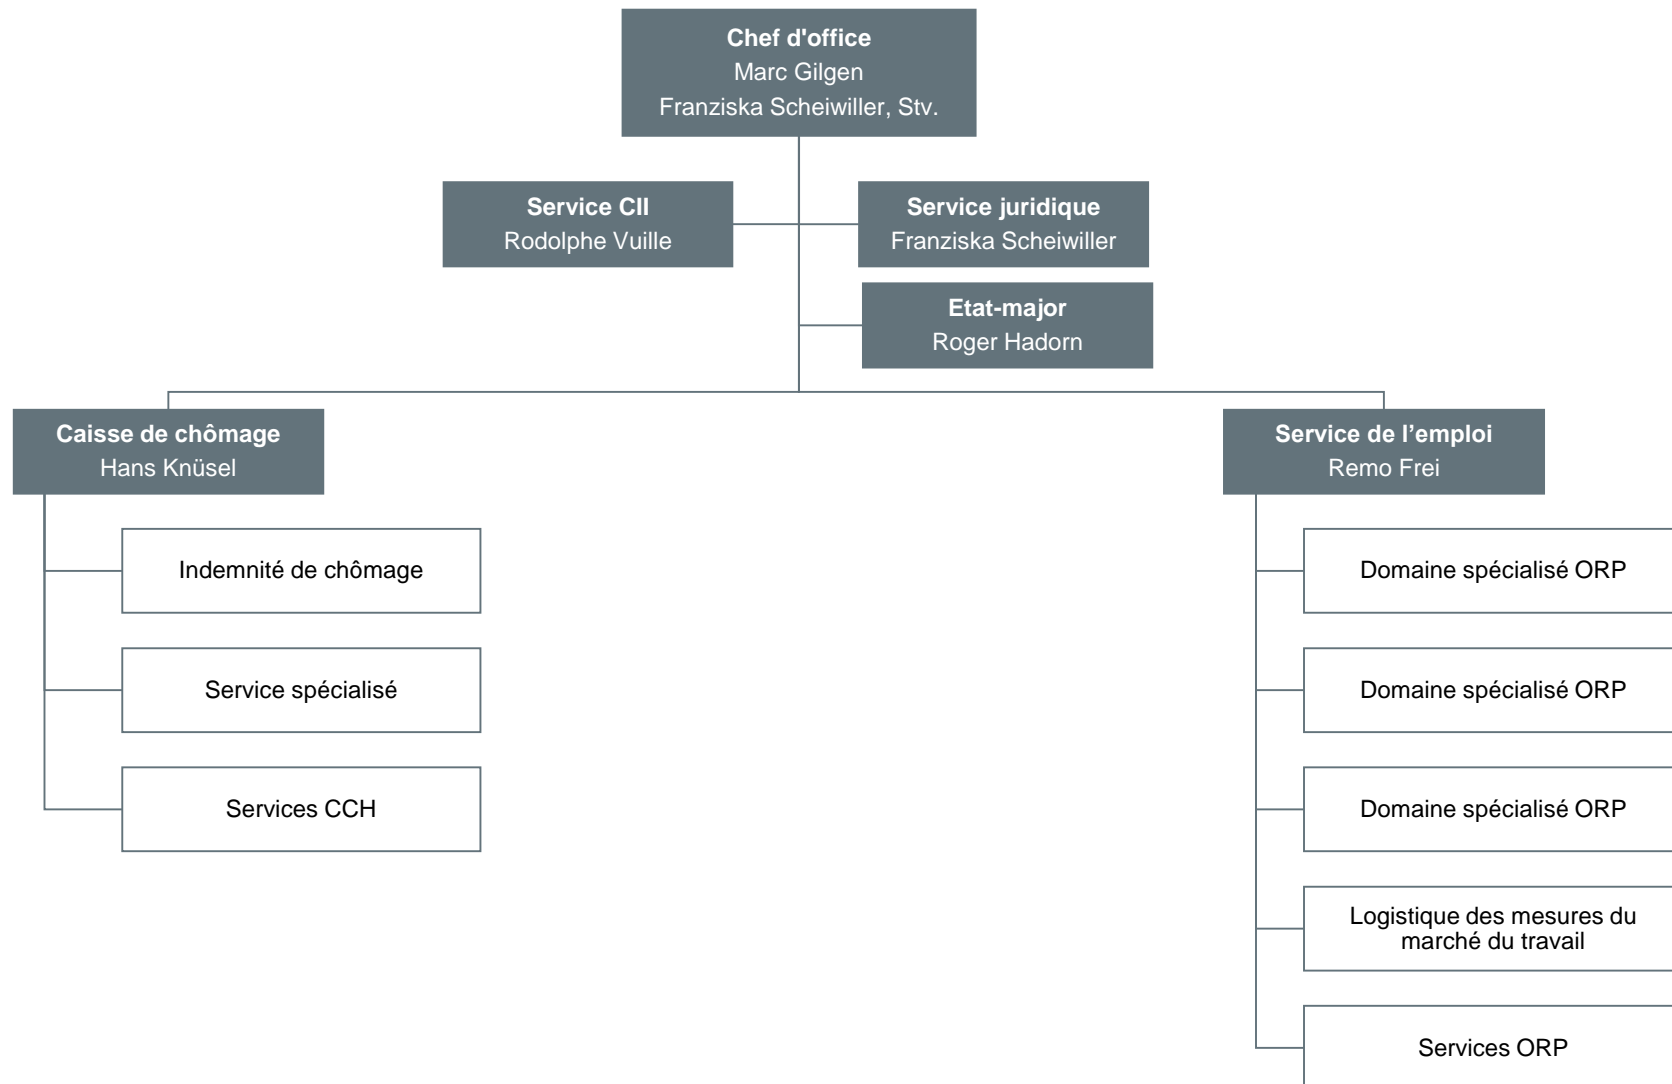 Chef d'office
Marc Gilgen
Franziska Scheiwiller, Stv.
Service CII
Rodolphe Vuille
Service juridique
Franziska Scheiwiller
Etat-major
Roger Hadorn
Caisse de chômage
Hans Knüsel
Service de l’emploi
Remo Frei
Indemnité de chômage
Service spécialisé
Services CCH
Domaine spécialisé ORP
Domaine spécialisé ORP
Domaine spécialisé ORP
Logistique des mesures du
marché du travail
Services ORP